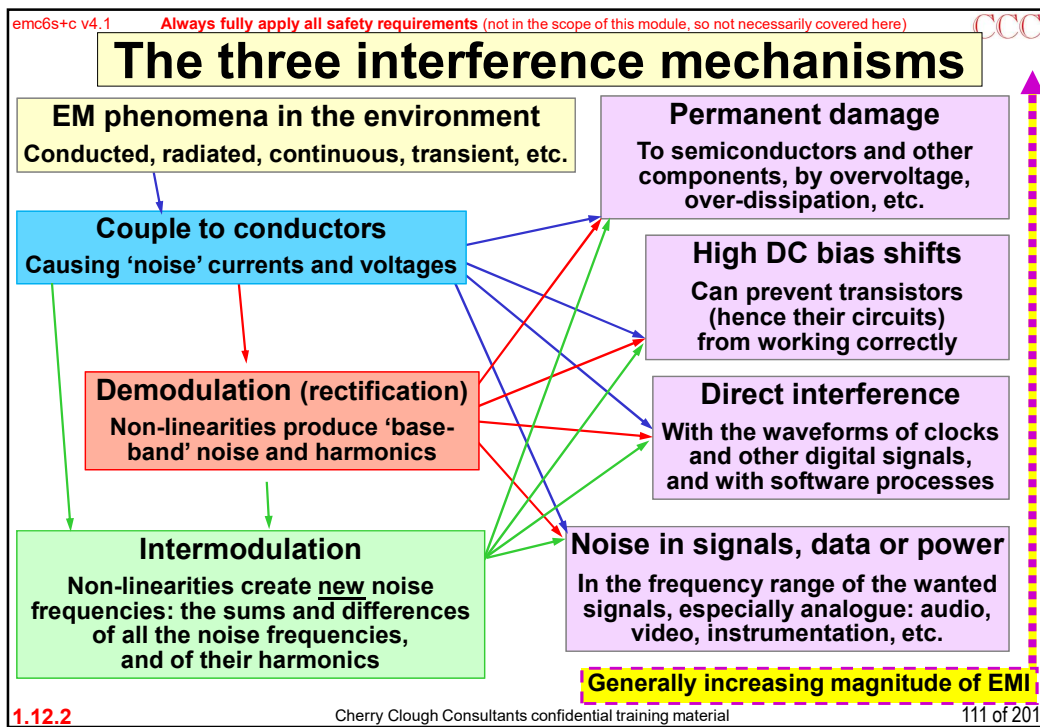 emc6s+c v4.1
Always fully apply all safety requirements (not in the scope of this module, so not necessarily covered here)
CCC
The three interference mechanisms
EM phenomena in the environment
Conducted, radiated, continuous, transient, etc.
Couple to conductors
Causing ‘noise’ currents and voltages
Demodulation (rectification)
Non-linearities produce ‘base-
band’ noise and harmonics
Intermodulation
Non-linearities create new noise
frequencies: the sums and differences
of all the noise frequencies,
and of their harmonics
Permanent damage
To semiconductors and other
components, by overvoltage,
over-dissipation, etc.
High DC bias shifts
Can prevent transistors
(hence their circuits)
from working correctly
Direct interference
With the waveforms of clocks
and other digital signals,
and with software processes
Noise in signals, data or power
In the frequency range of the wanted
signals, especially analogue: audio,
video, instrumentation, etc.
Generally increasing magnitude of EMI
1.12.2
Cherry Clough Consultants confidential training material
111 of 201